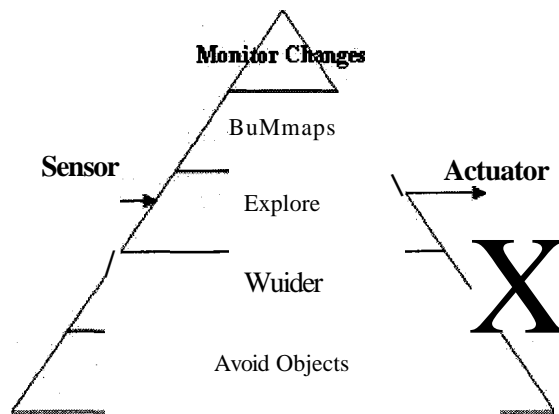 Monitor Changes
BuMmaps
Sensor
Actuator
Explore
X
Wuider
Avoid Objects